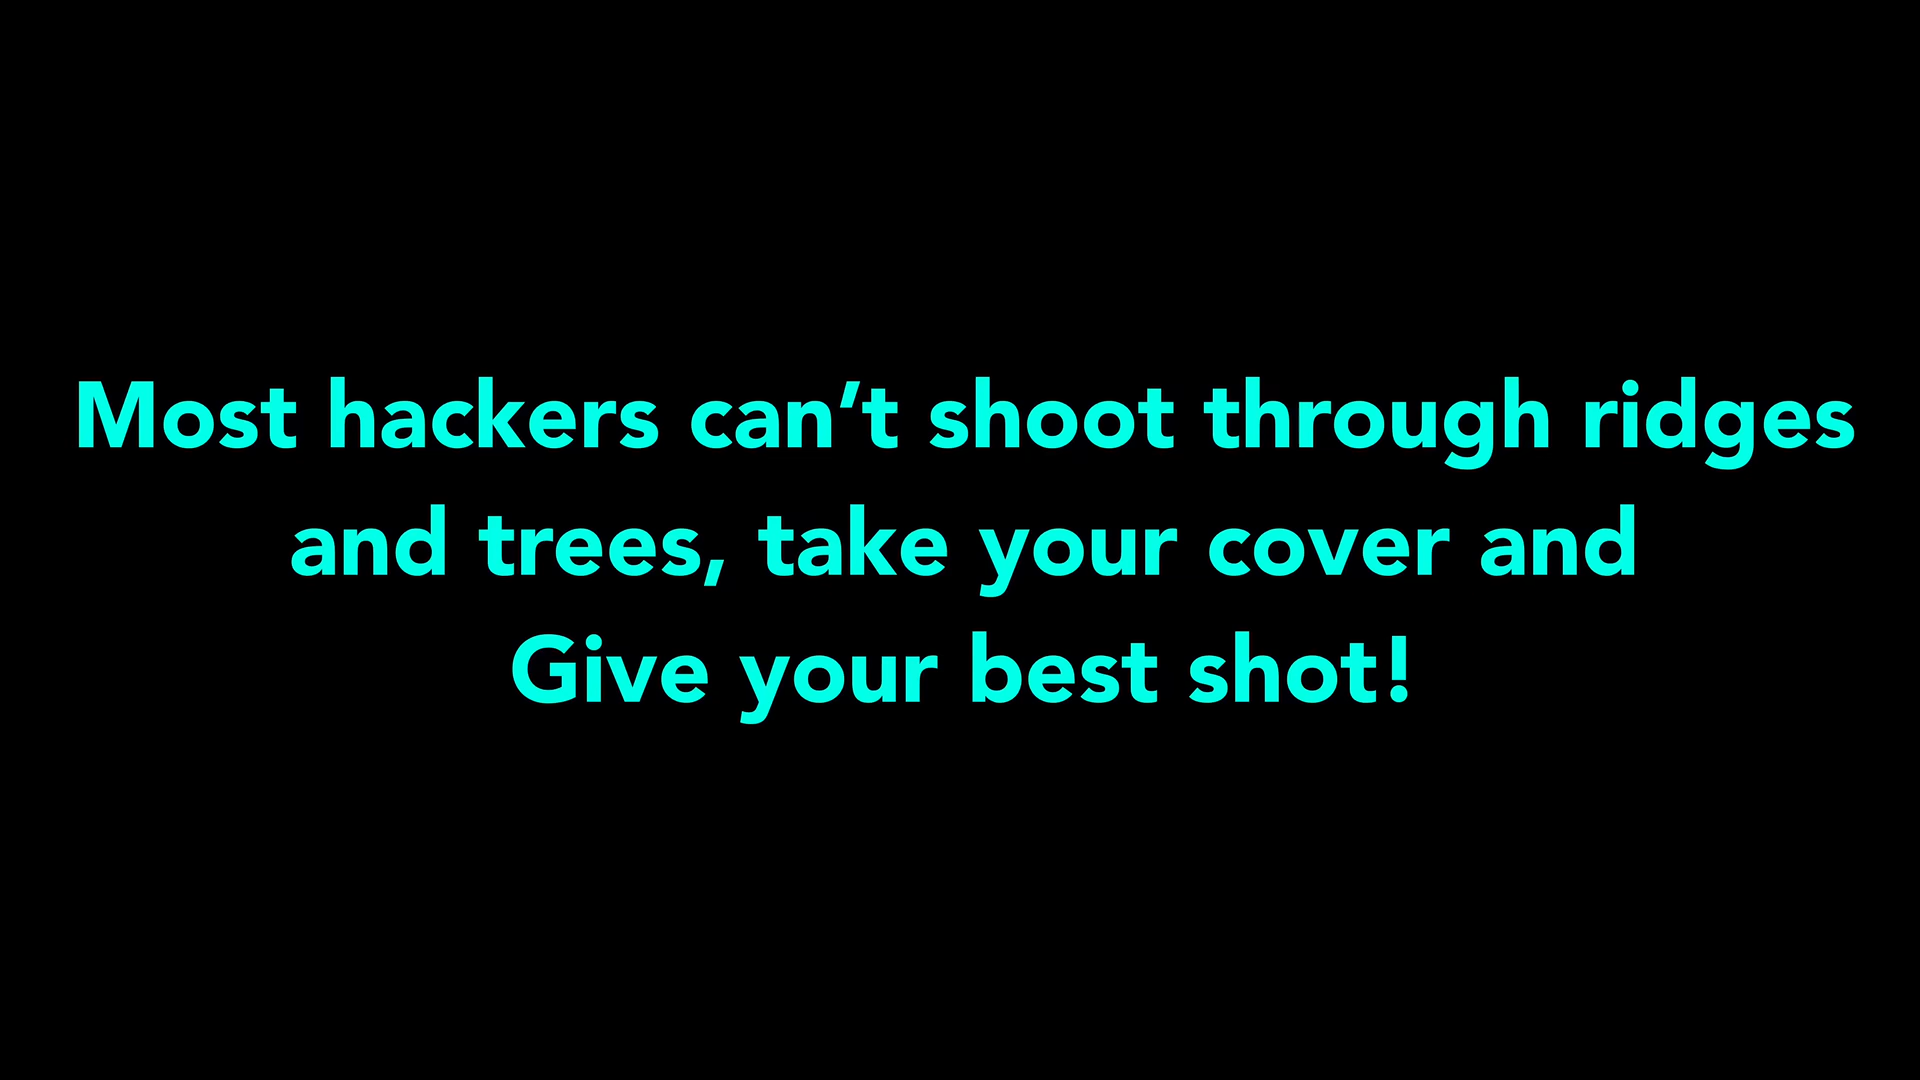 Most hackers can’t shoot through ridges
and trees, take your cover and
Give your best shot!